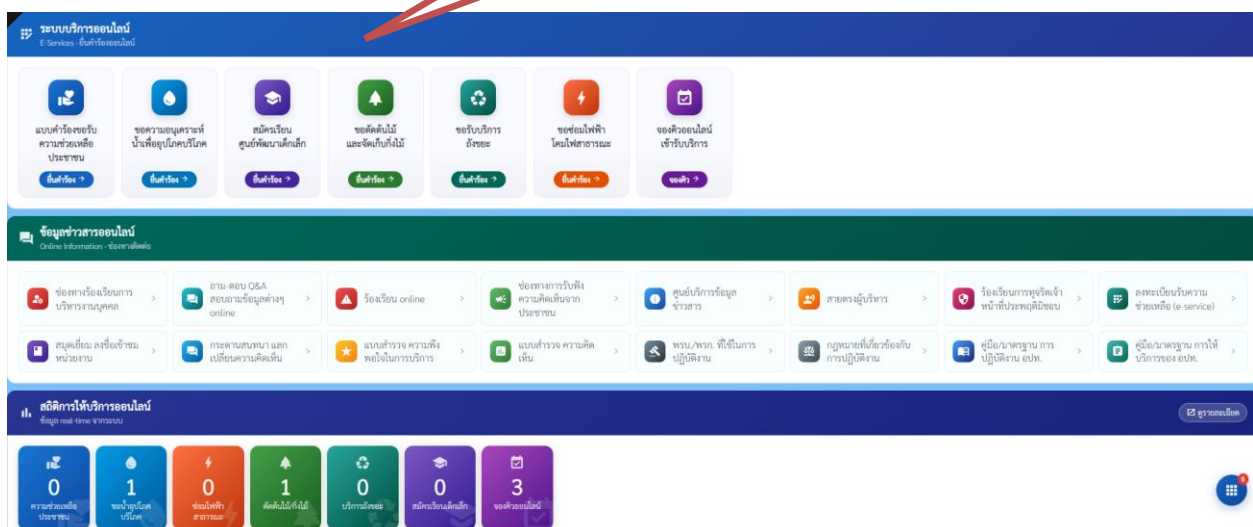 ระบบบริการออนไลน์
E-Services - ยื่นคำร้องออนไลน์
แบบคำร้องขอรับ
ความช่วยเหลือ
ประชาชน
ยื่นคำร้อง →
ขอความอนุเคราะห์
น้ำเพื่ออุปโภคบริโภค
ยื่นคำร้อง →
สมัครเรียน
ศูนย์พัฒนาเด็กเล็ก
ยื่นคำร้อง →
ขอตัดต้นไม้
และจัดเก็บกิ่งไม้
ยื่นคำร้อง →
ขอรับบริการ
ถังขยะ
ยื่นคำร้อง →
ขอซ่อมไฟฟ้า
โคมไฟสาธารณะ
ยื่นคำร้อง →
จองคิวออนไลน์
เข้ารับบริการ
จองคิว →
ข้อมูลข่าวสารออนไลน์
Online Information - ช่องทางติดต่อ
ช่องทางร้องเรียนการ
บริหารงานบุคคล
ถาม-ตอบ Q&A
สอบถามข้อมูลต่างๆ
online
ร้องเรียน online
ช่องทางการรับฟัง
ความคิดเห็นจาก
ประชาชน
ศูนย์บริการข้อมูล
ข่าวสาร
สายตรงผู้บริหาร
ร้องเรียนการทุจริตเจ้า
หน้าที่ประพฤติมิชอบ
ลงทะเบียนรับความ
ช่วยเหลือ (e-service)
สมุดเยี่ยม ลงชื่อเข้าชม
หน่วยงาน
กระดานสนทนา แลก
เปลี่ยนความคิดเห็น
แบบสำรวจ ความพึง
พอใจในการบริการ
แบบสำรวจ ความคิด
เห็น
พรบ./พรก. ที่ใช้ในการ
ปฏิบัติงาน
กฎหมายที่เกี่ยวข้องกับ
การปฏิบัติงาน
คู่มือ/มาตรฐาน การ
ปฏิบัติงาน อปท.
คู่มือ/มาตรฐาน การให้
บริการของ อปท.
สถิติการให้บริการออนไลน์
ข้อมูล real-time จากระบบ
ดูรายละเอียด
0
ความช่วยเหลือ
ประชาชน
1
ขอน้ำอุปโภค
บริโภค
0
ซ่อมไฟฟ้า
สาธารณะ
1
ตัดต้นไม้/กิ่งไม้
0
บริการถังขยะ
0
สมัครเรียนเด็กเล็ก
3
จองคิวออนไลน์